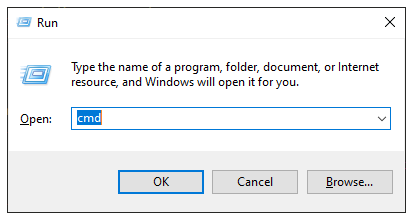 Run
Type the name of a program, folder, document, or Internet
resource, and Windows will open it for you.
Open: cmd
OK Cancel Browse...